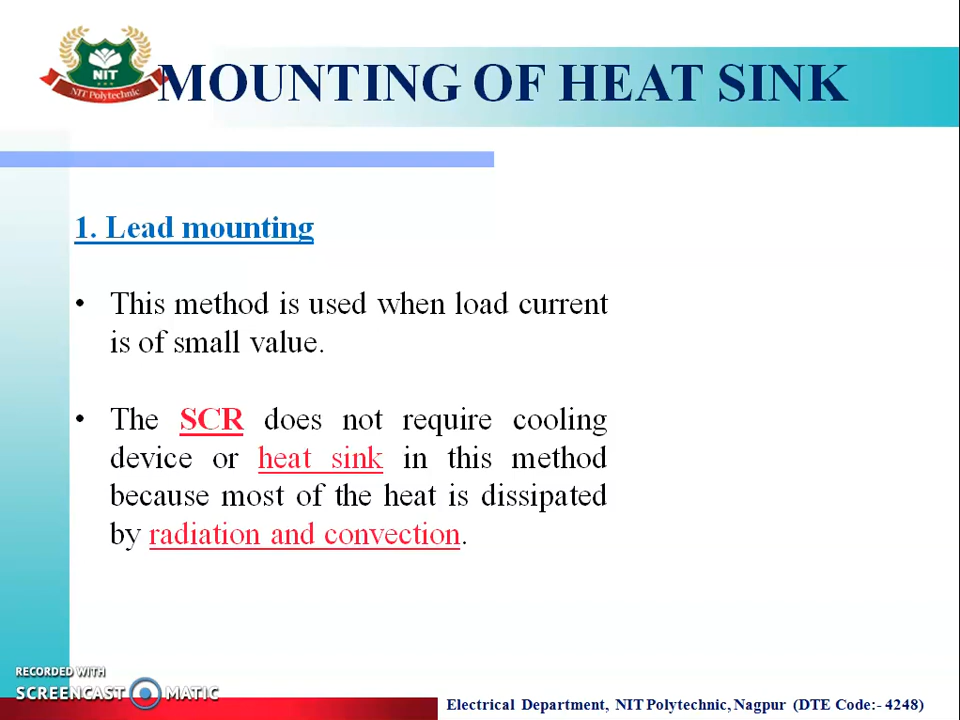 NIT
NIT Polytechnic
MOUNTING OF HEAT SINK
1. Lead mounting
• This method is used when load current
is of small value.
• The SCR does not require cooling
device or heat sink in this method
because most of the heat is dissipated
by radiation and convection.
RECORDED WITH
SCREENCAST MATIC
Electrical Department, NIT Polytechnic, Nagpur (DTE Code:- 4248)